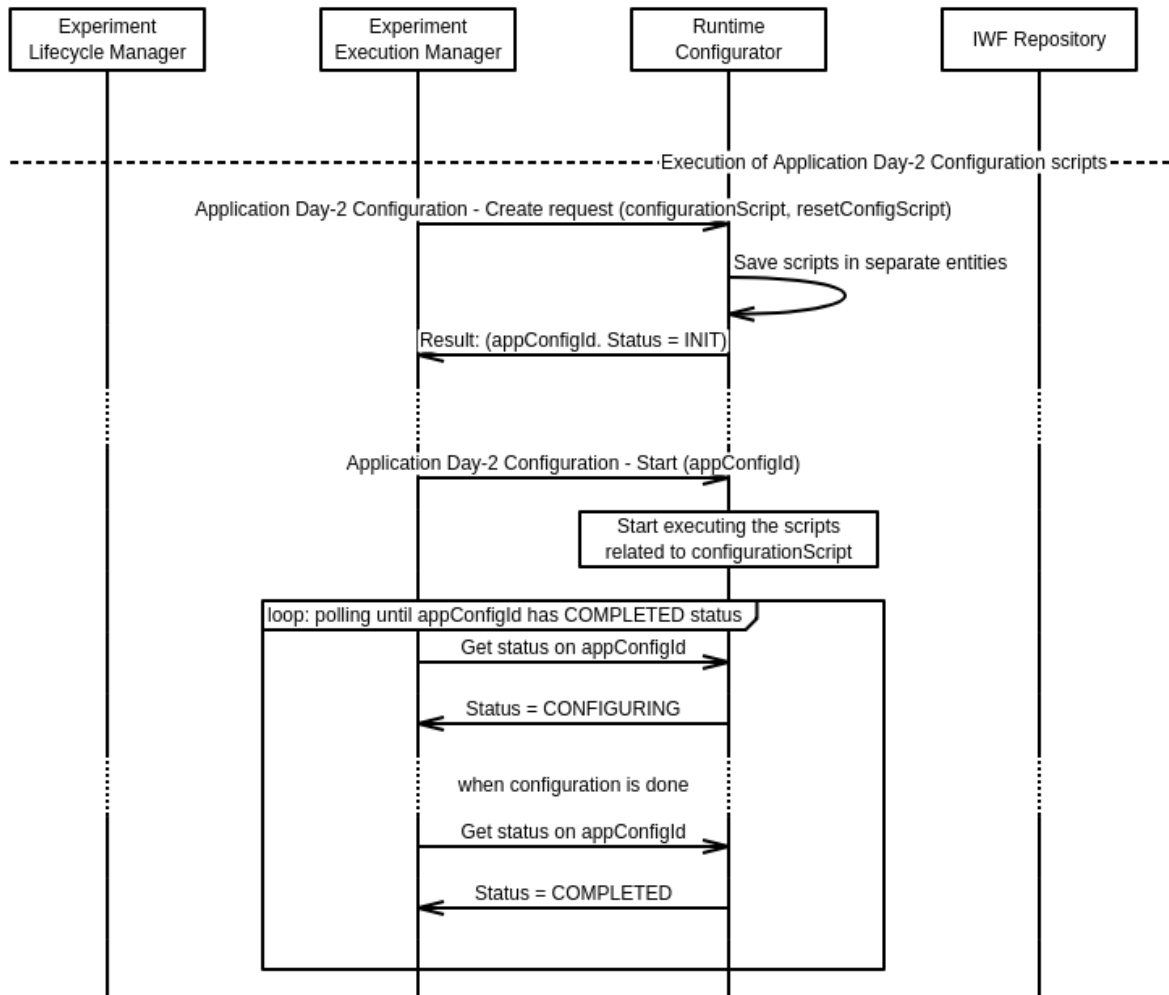 Experiment
Lifecycle Manager
Experiment
Execution Manager
Runtime
Configurator
IWF Repository
Execution of Application Day-2 Configuration scripts
Application Day-2 Configuration - Create request (configurationScript, resetConfigScript)
Save scripts in separate entities
Result: (appConfigId. Status = INIT)
Application Day-2 Configuration - Start (appConfigId)
Start executing the scripts
related to configurationScript
loop: polling until appConfigId has COMPLETED status
Get status on appConfigId
Status = CONFIGURING
when configuration is done
Get status on appConfigId
Status = COMPLETED